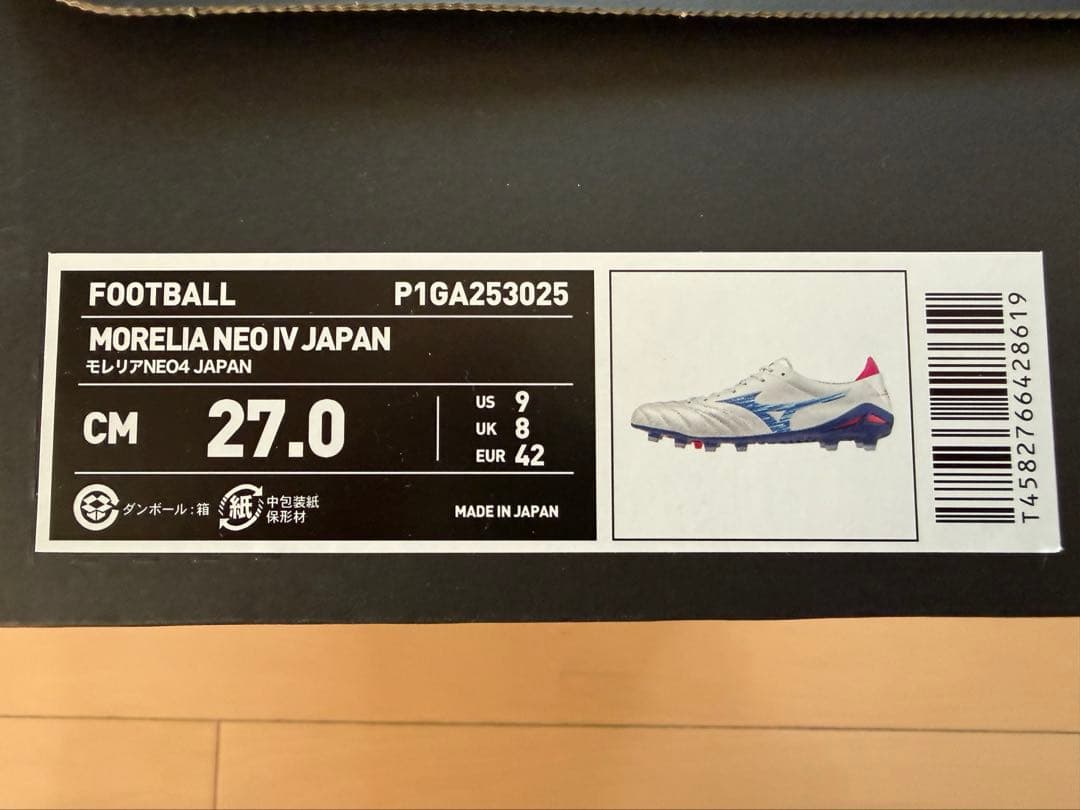 FOOTBALL P1GA253025
MORELIA NEO IV JAPAN
モレリアNEO4 JAPAN
CM 27.0
US 9
UK 8
EUR 42
ダンボール : 箱
紙 中包装紙
保形材
MADE IN JAPAN
T4582766428619